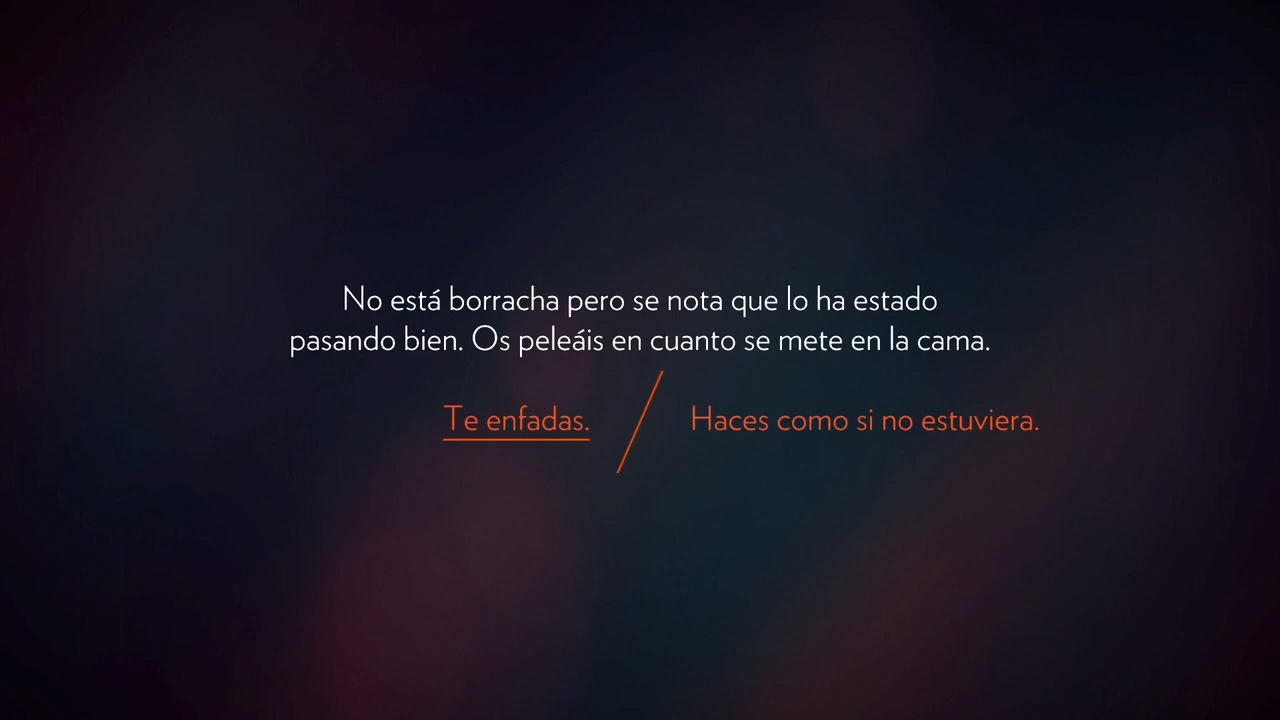 No está borracha pero se nota que lo ha estado
pasando bien. Os peleáis en cuanto se mete en la cama.
Te enfadas. / Haces como si no estuviera.